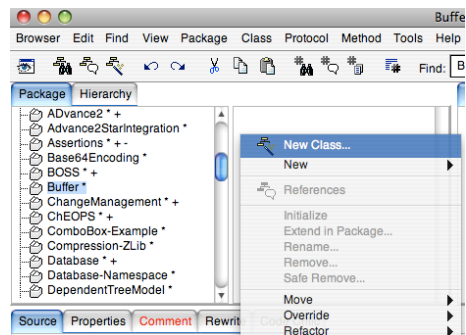 Buffe
Browser Edit Find View Package Class Protocol Method Tools Help
Find: B
Package Hierarchy
ADvance2 * +
Advance2StarIntegration *
Assertions * + -
Base64Encoding *
BOSS * +
Buffer *
ChangeManagement * +
ChEOPS * +
ComboBox-Example *
Compression-ZLib *
Database * +
Database-Namespace *
DependentTreeModel *
New Class...
New
References
Initialize
Extend in Package...
Rename...
Remove...
Safe Remove...
Move
Override
Refactor
Source Properties Comment Rewrit